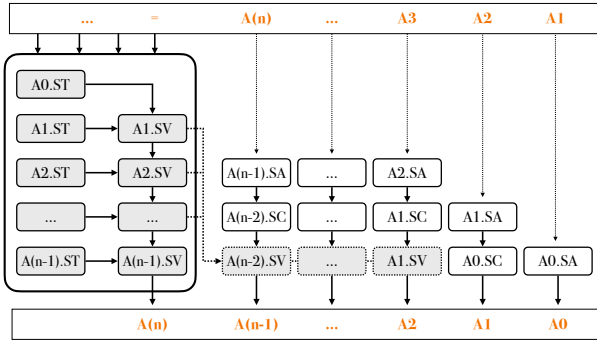 ... = A(n) ... A3 A2 A1
A0.ST
A1.ST A1.SV
A2.ST A2.SV A(n-1).SA ... A2.SA
... ... A(n-2).SC ... A1.SC A1.SA
A(n-1).ST A(n-1).SV A(n-2).SV ... A1.SV A0.SC A0.SA
A(n) A(n-1) ... A2 A1 A0